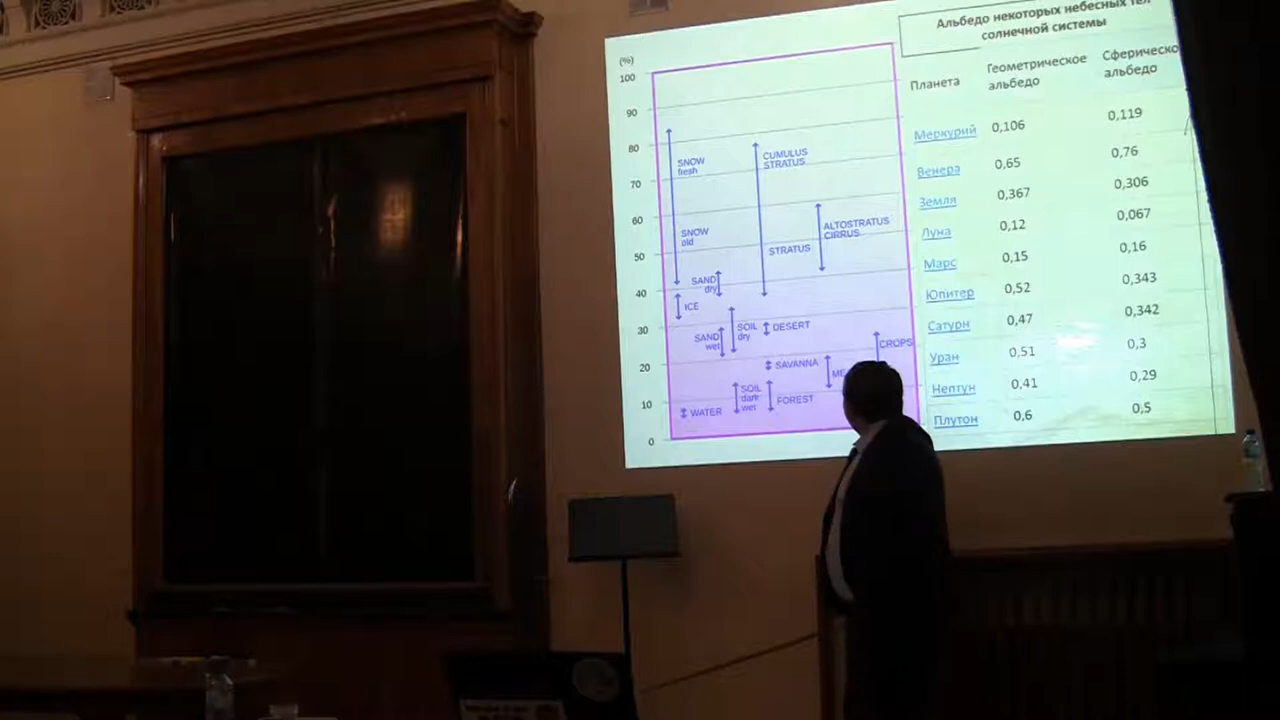 Альбедо некоторых небесных тел
солнечной системы
(%)
100
90
80
70
60
50
40
30
20
10
0
SNOW
fresh
CUMULUS
STRATUS
SNOW
old
ALTOSTRATUS
CIRRUS
STRATUS
SAND
dry
ICE
SAND
wet
SOIL
dry
DESERT
CROPS
SAVANNA
SOIL
dark
wet
FOREST
WATER
Планета Геометрическое альбедо Сферическо альбедо
Меркурий 0,106 0,119
Венера 0,65 0,76
Земля 0,367 0,306
Луна 0,12 0,067
Марс 0,15 0,16
Юпитер 0,52 0,343
Сатурн 0,47 0,342
Уран 0,51 0,3
Нептун 0,41 0,29
Плутон 0,6 0,5